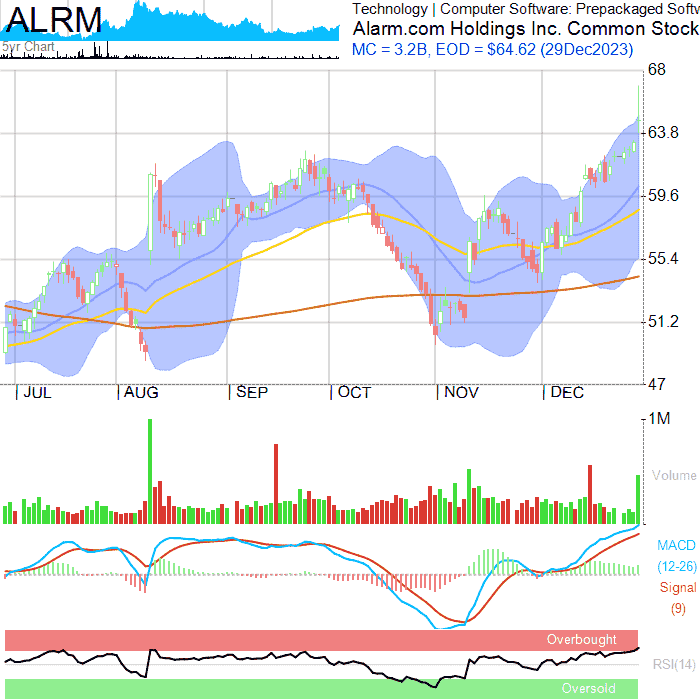 ALRM
5yr Chart
Technology | Computer Software: Prepackaged Softw
Alarm.com Holdings Inc. Common Stock
MC = 3.2B, EOD = $64.62 (29Dec2023)
68
63.8
59.6
55.4
51.2
47
JUL AUG SEP OCT NOV DEC
1M
Volume
MACD
(12-26)
Signal
(9)
Overbought
RSI(14)
Oversold